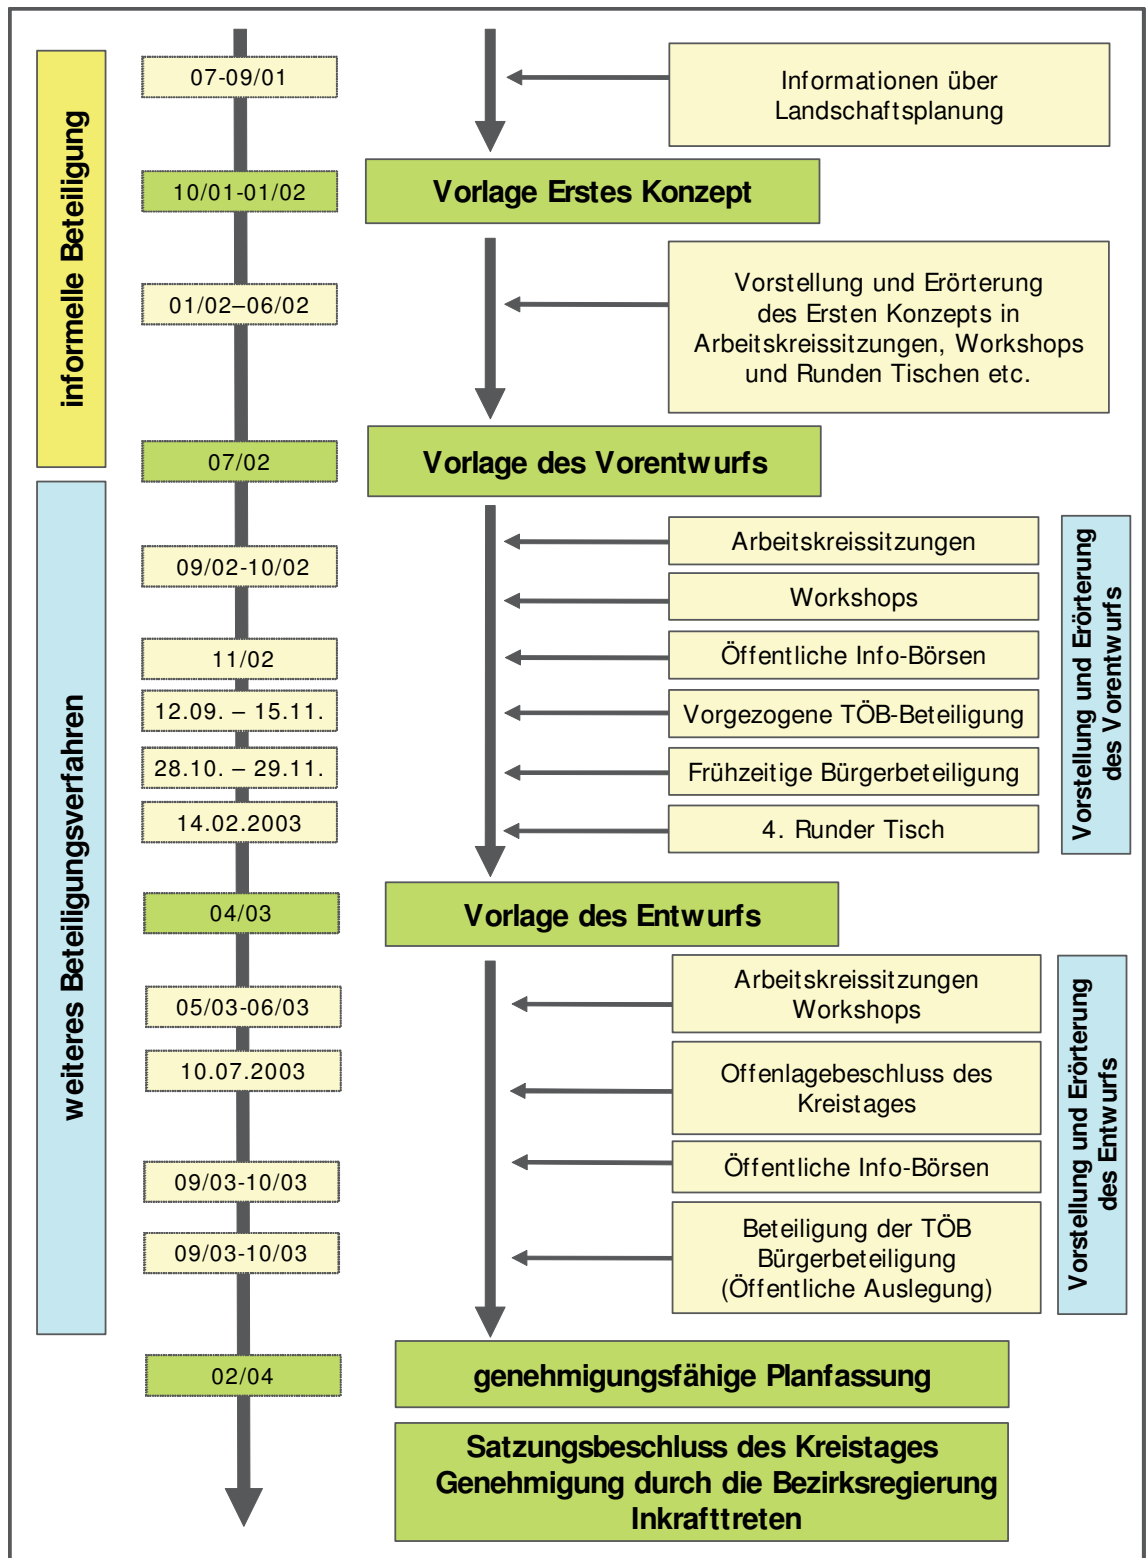 informelle Beteiligung
07-09/01
Informationen über
Landschaftsplanung
10/01-01/02
Vorlage Erstes Konzept
01/02–06/02
Vorstellung und Erörterung
des Ersten Konzepts in
Arbeitskreissitzungen, Workshops
und Runden Tischen etc.
07/02
Vorlage des Vorentwurfs
weiteres Beteiligungsverfahren
09/02-10/02
Arbeitskreissitzungen
Workshops
11/02
Öffentliche Info-Börsen
12.09. – 15.11.
Vorgezogene TÖB-Beteiligung
28.10. – 29.11.
Frühzeitige Bürgerbeteiligung
14.02.2003
4. Runder Tisch
Vorstellung und Erörterung
des Vorentwurfs
04/03
Vorlage des Entwurfs
05/03-06/03
Arbeitskreissitzungen
Workshops
10.07.2003
Offenlagebeschluss des
Kreistages
09/03-10/03
Öffentliche Info-Börsen
09/03-10/03
Beteiligung der TÖB
Bürgerbeteiligung
(Öffentliche Auslegung)
Vorstellung und Erörterung
des Entwurfs
02/04
genehmigungsfähige Planfassung
Satzungsbeschluss des Kreistages
Genehmigung durch die Bezirksregierung
Inkrafttreten